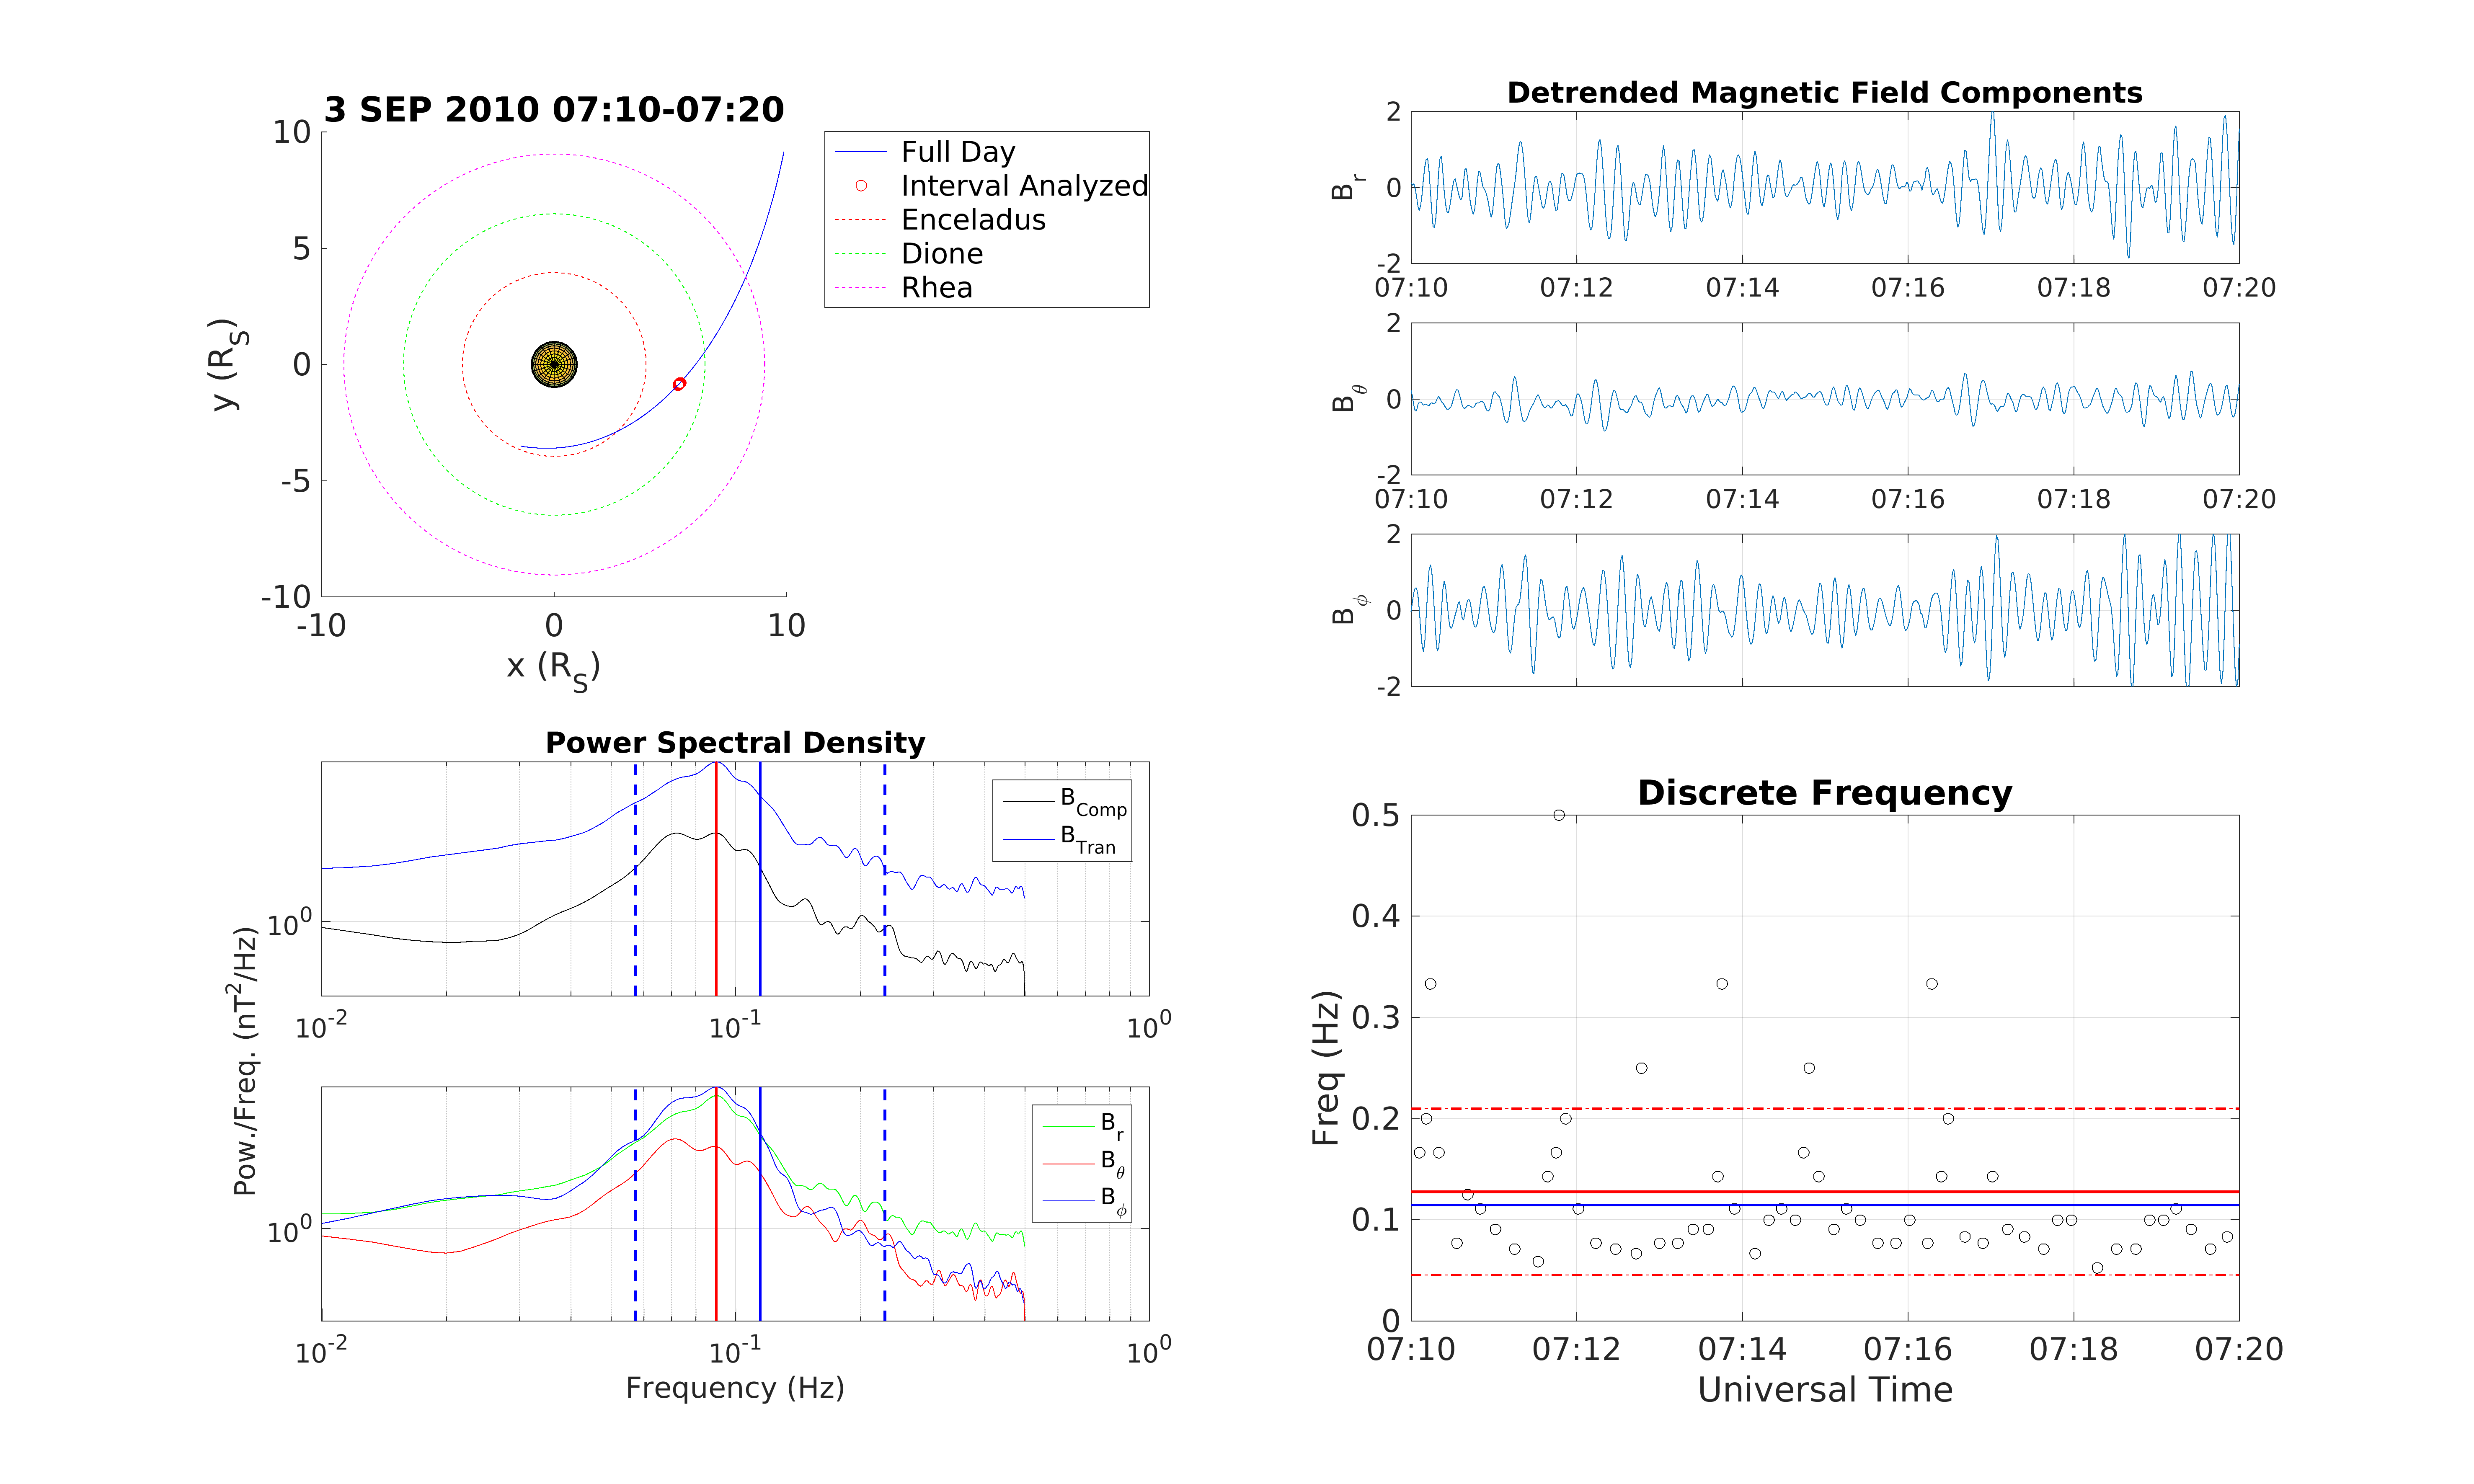 3 SEP 2010 07:10-07:20
10
5
0
-5
-10
-10
0
10
y (R_S)
x (R_S)
Full Day
Interval Analyzed
Enceladus
Dione
Rhea
Detrended Magnetic Field Components
2
0
-2
B_r
07:10
07:12
07:14
07:16
07:18
07:20
2
0
-2
B_θ
07:10
07:12
07:14
07:16
07:18
07:20
2
0
-2
B_ϕ
Power Spectral Density
B_Comp
B_Tran
10^0
10^-2
10^-1
10^0
Pow./Freq. (nT^2/Hz)
B_r
B_θ
B_ϕ
10^0
10^-2
10^-1
10^0
Frequency (Hz)
Discrete Frequency
0.5
0.4
0.3
0.2
0.1
0
Freq (Hz)
07:10
07:12
07:14
07:16
07:18
07:20
Universal Time